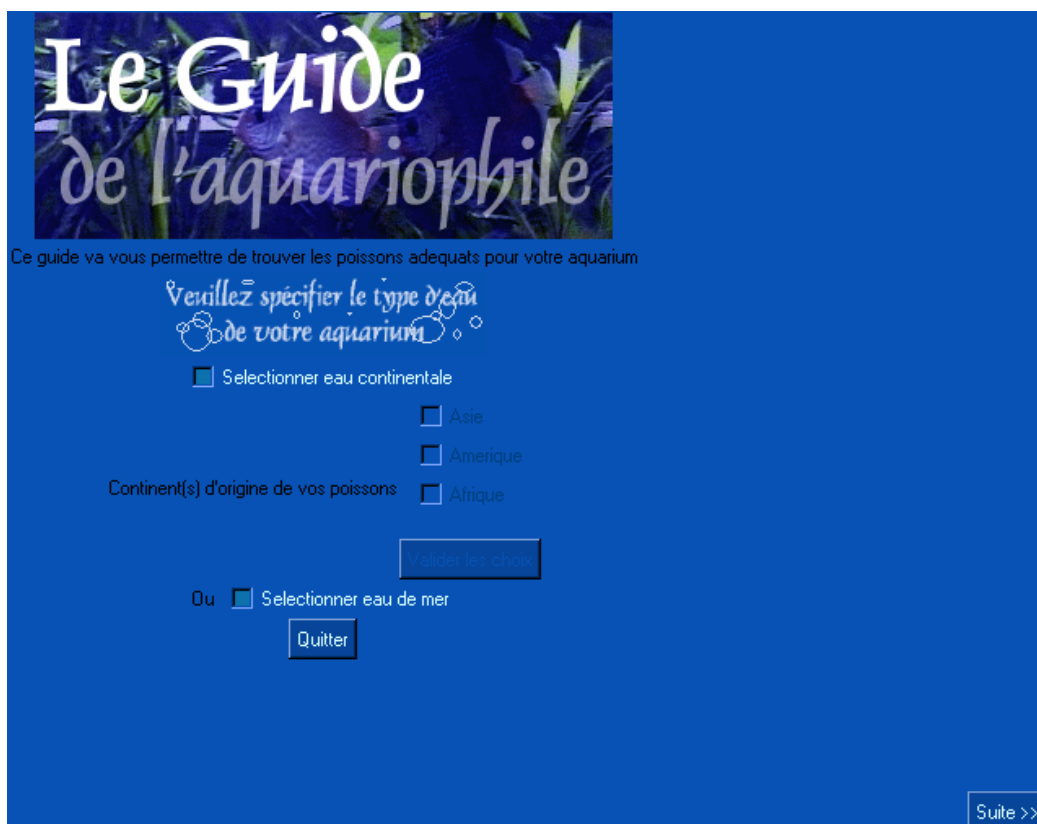 Le Guide
de l'aquariophile
Ce guide va vous permettre de trouver les poissons adequats pour votre aquarium
Veuillez spécifier le type d'eau
de votre aquarium
Selectionner eau continentale
Asie
Amerique
Continent(s) d'origine de vos poissons
Afrique
Valider les choix
Ou Selectionner eau de mer
Quitter
Suite >>